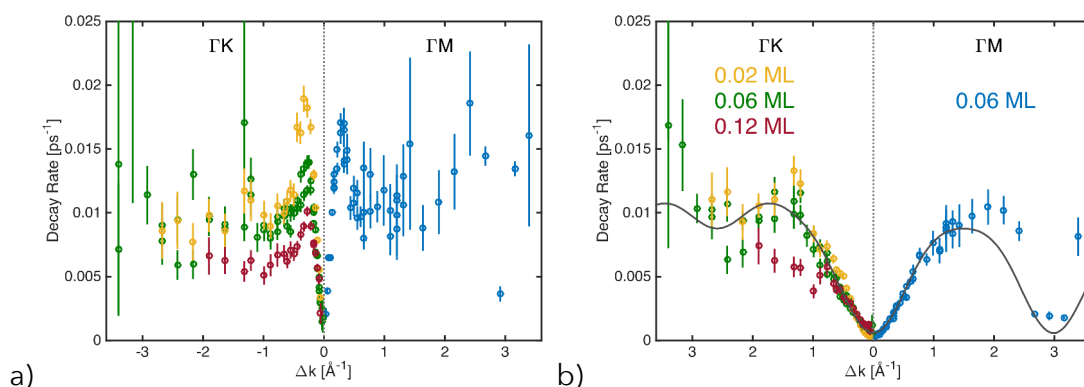 ΓK ΓM
Decay Rate [ps⁻¹]
0.025
0.02
0.015
0.01
0.005
0
-3 -2 -1 0 1 2 3
Δk [Å⁻¹]
a)
ΓK ΓM
0.02 ML
0.06 ML 0.06 ML
0.12 ML
Decay Rate [ps⁻¹]
0.025
0.02
0.015
0.01
0.005
0
3 2 1 0 1 2 3
Δk [Å⁻¹]
b)